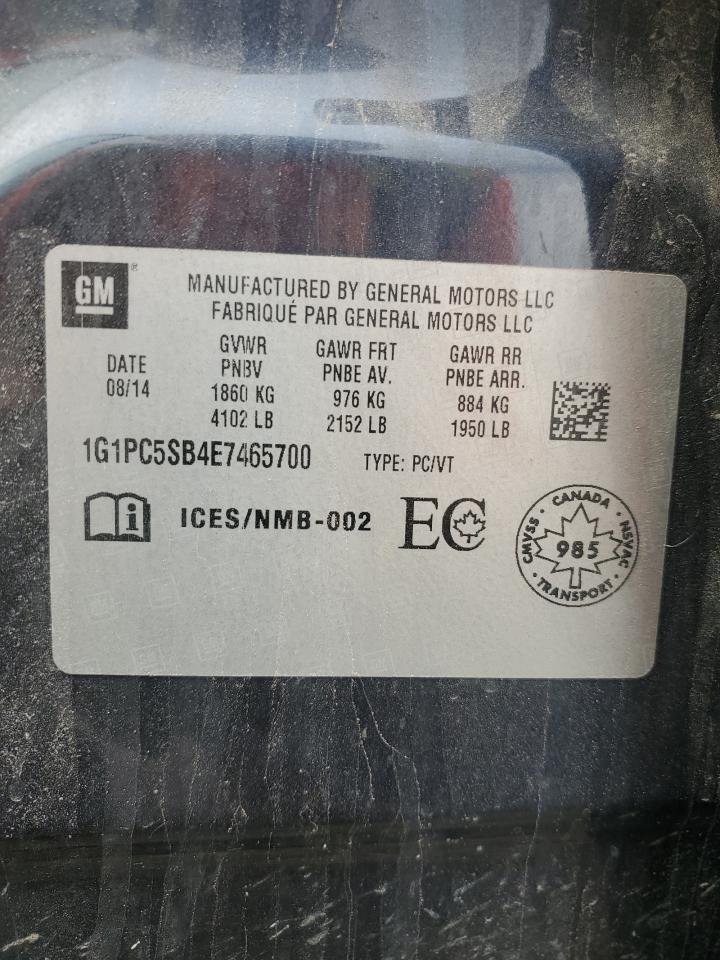 GM®
MANUFACTURED BY GENERAL MOTORS LLC
FABRIQUÉ PAR GENERAL MOTORS LLC
DATE
08/14
GVWR
PNBV
1860 KG
4102 LB
GAWR FRT
PNBE AV.
976 KG
2152 LB
GAWR RR
PNBE ARR.
884 KG
1950 LB
1G1PC5SB4E7465700
TYPE: PC/VT
i
ICES/NMB-002
EC
CANADA
CMVSS • NSVAC
985
• TRANSPORT •